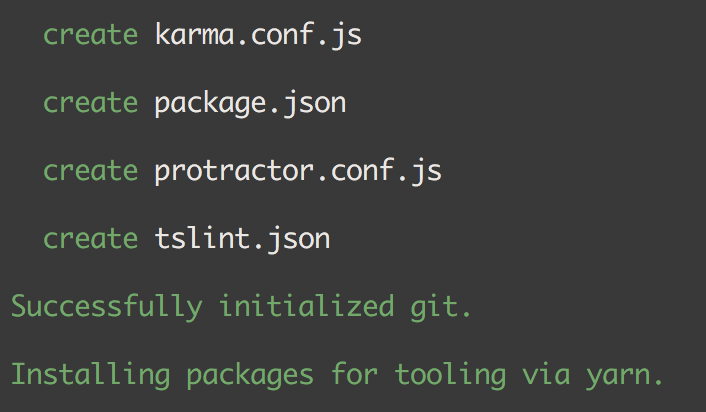 create karma.conf.js
create package.json
create protractor.conf.js
create tslint.json
Successfully initialized git.
Installing packages for tooling via yarn.